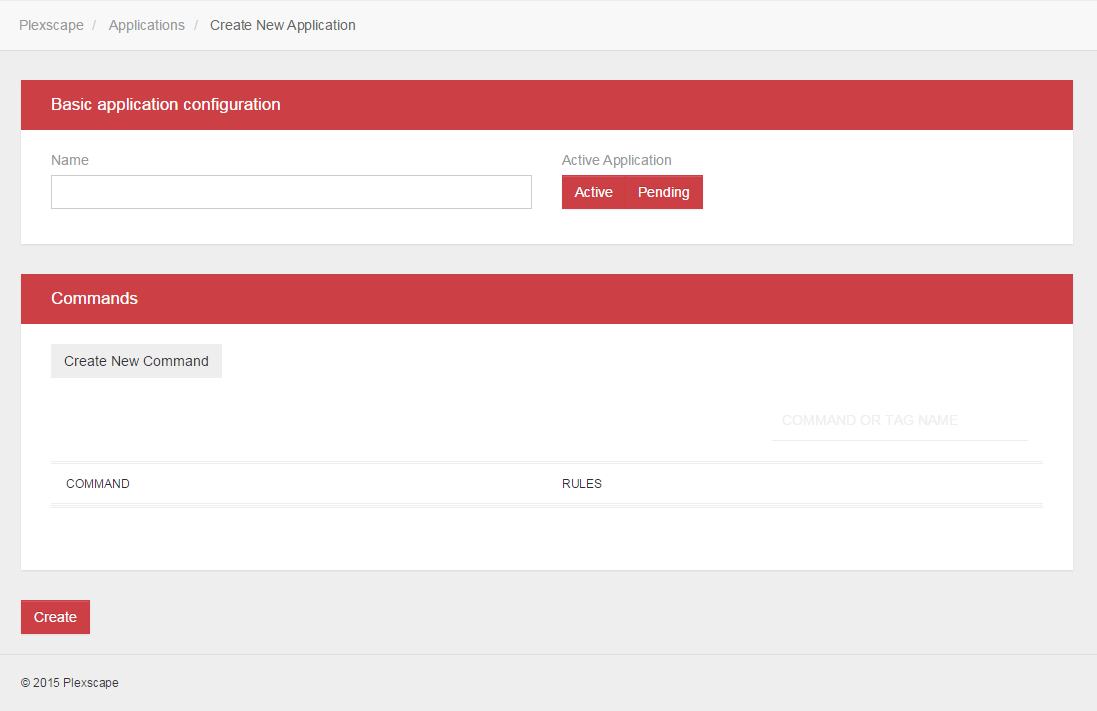 Plexscape / Applications / Create New Application
Basic application configuration
Name Active Application
Active Pending
Commands
Create New Command
COMMAND OR TAG NAME
COMMAND RULES
Create
© 2015 Plexscape